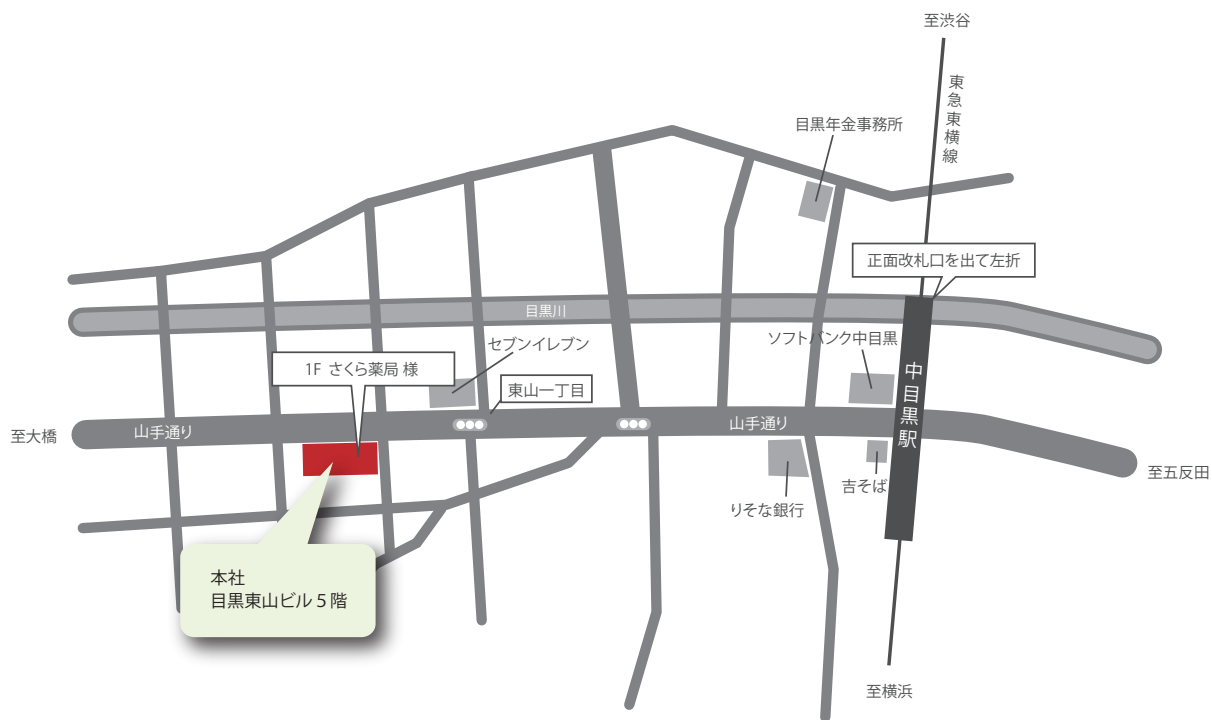 至渋谷
東急東横線
目黒年金事務所
正面改札口を出て左折
目黒川
ソフトバンク中目黒
セブンイレブン
1F さくら薬局 様
東山一丁目
中目黒駅
山手通り
山手通り
至大橋
至五反田
吉そば
りそな銀行
本社
目黒東山ビル5階
至横浜